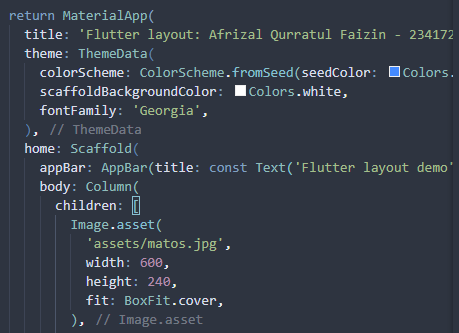 return MaterialApp(
title: 'Flutter layout: Afrizal Qurratul Faizin - 234172
theme: ThemeData(
colorScheme: ColorScheme.fromSeed(seedColor: Colors.
scaffoldBackgroundColor: Colors.white,
fontFamily: 'Georgia',
), // ThemeData
home: Scaffold(
appBar: AppBar(title: const Text('Flutter layout demo'
body: Column(
children: [
Image.asset(
'assets/matos.jpg',
width: 600,
height: 240,
fit: BoxFit.cover,
), // Image.asset